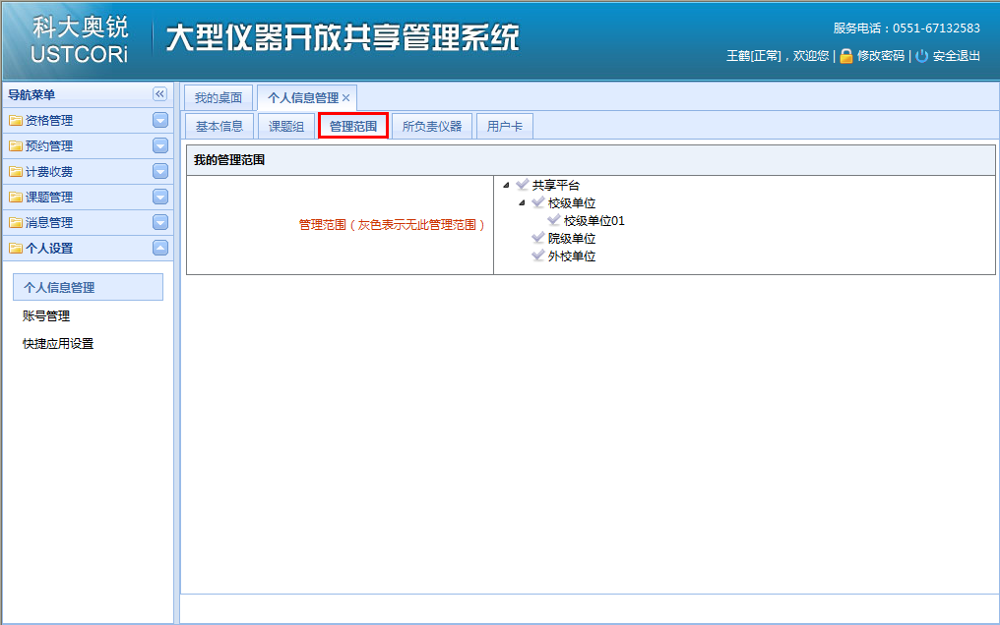 科大奥锐
USTCORi
大型仪器开放共享管理系统
服务电话：0551-67132583
王鹤[正常]，欢迎您 | 修改密码 | 安全退出
导航菜单
资格管理
预约管理
计费收费
课题管理
消息管理
个人设置
个人信息管理
账号管理
快捷应用设置
我的桌面 个人信息管理
基本信息 课题组 管理范围 所负责仪器 用户卡
我的管理范围
管理范围（灰色表示无此管理范围）
共享平台
校级单位
校级单位01
院级单位
外校单位